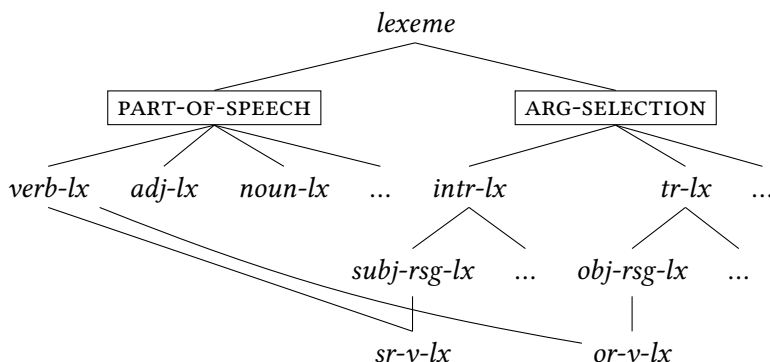 lexeme
PART-OF-SPEECH ARG-SELECTION
verb-lx adj-lx noun-lx ... intr-lx tr-lx ...
subj-rsg-lx ... obj-rsg-lx ...
sr-v-lx or-v-lx